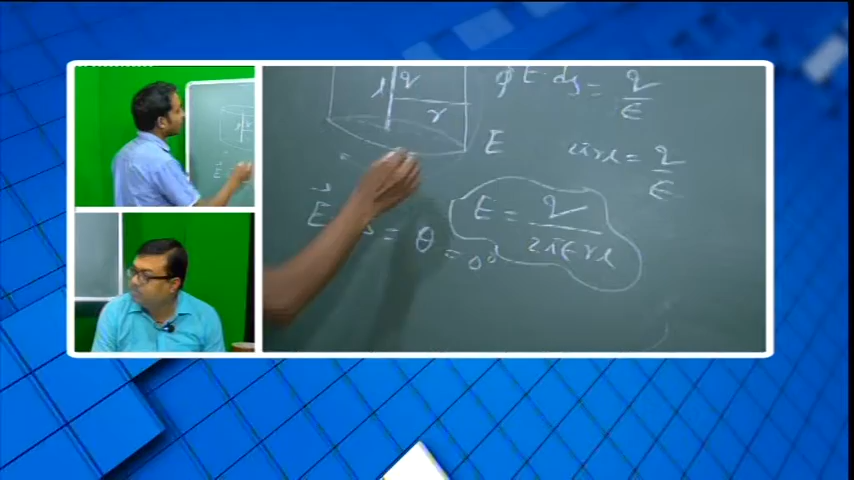 l q
r
∮ E · ds = q/ε
E
2πrl = q/ε
E⃗
= θ = 0°
E = q/2πεrl